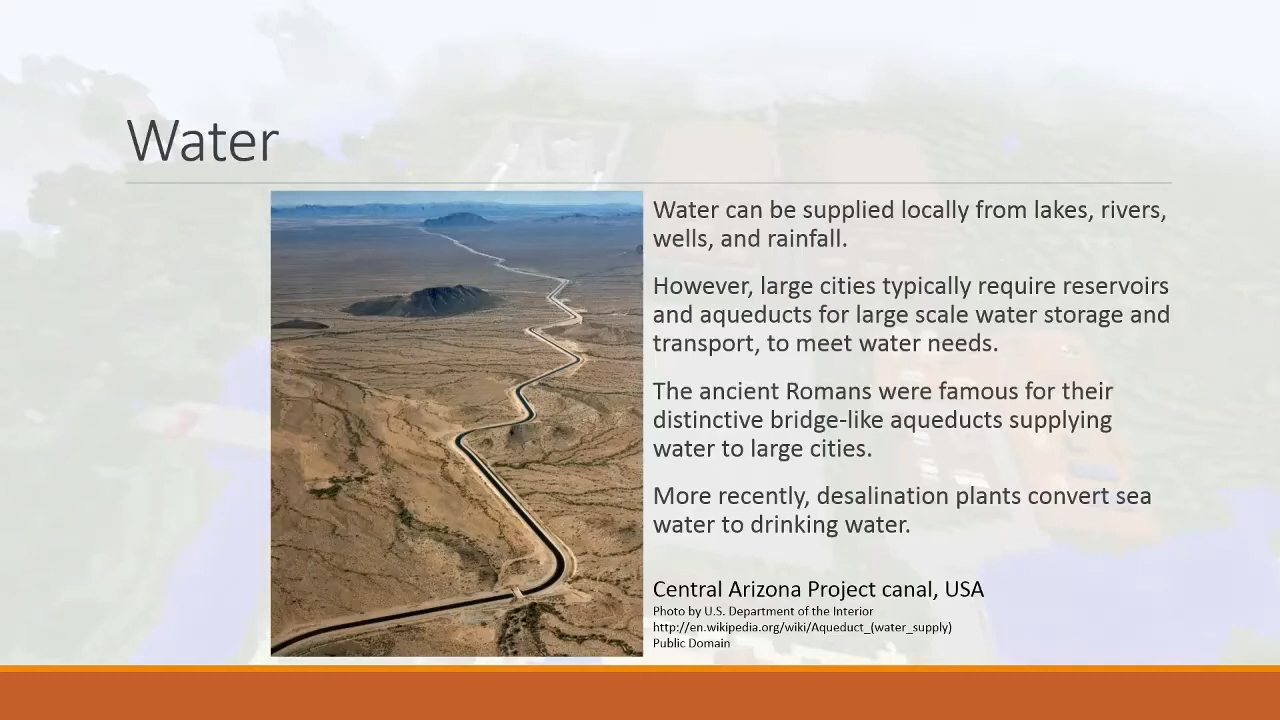 Water
Water can be supplied locally from lakes, rivers,
wells, and rainfall.
However, large cities typically require reservoirs
and aqueducts for large scale water storage and
transport, to meet water needs.
The ancient Romans were famous for their
distinctive bridge-like aqueducts supplying
water to large cities.
More recently, desalination plants convert sea
water to drinking water.
Central Arizona Project canal, USA
Photo by U.S. Department of the Interior
http://en.wikipedia.org/wiki/Aqueduct_(water_supply)
Public Domain